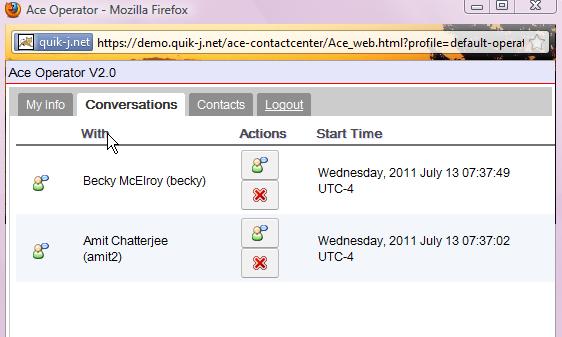 Ace Operator - Mozilla Firefox
quik-j.net https://demo.quik-j.net/ace-contactcenter/Ace_web.html?profile=default-operat
Ace Operator V2.0
My Info Conversations Contacts Logout
With Actions Start Time
Becky McElroy (becky)
Wednesday, 2011 July 13 07:37:49
UTC-4
Amit Chatterjee
(amit2)
Wednesday, 2011 July 13 07:37:02
UTC-4